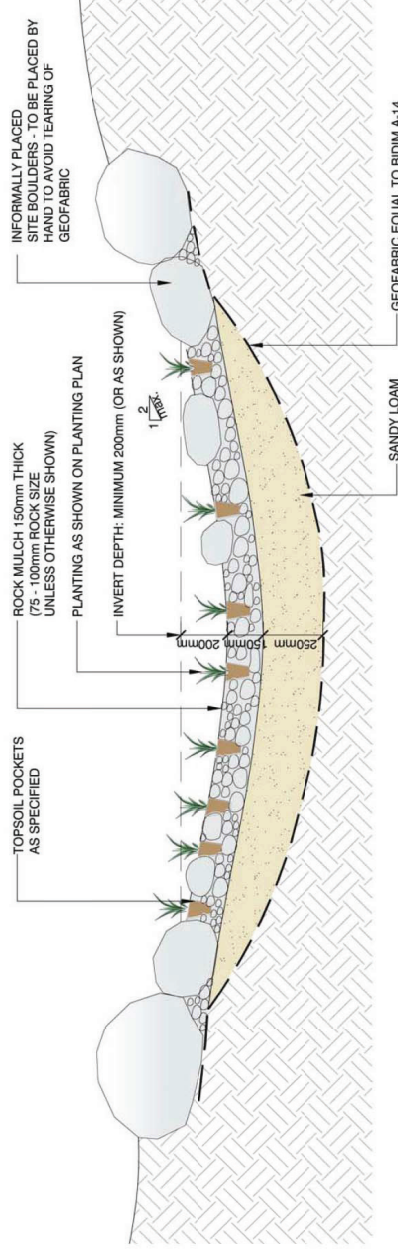 TOPSOIL POCKETS
AS SPECIFIED
ROCK MULCH 150mm THICK
(75 - 100mm ROCK SIZE
UNLESS OTHERWISE SHOWN)
PLANTING AS SHOWN ON PLANTING PLAN
INVERT DEPTH: MINIMUM 200mm (OR AS SHOWN)
INFORMALLY PLACED
SITE BOULDERS - TO BE PLACED BY
HAND TO AVOID TEARING OF
GEOFABRIC
1
2
max.
200mm
150mm
250mm
SANDY LOAM
GEOFABRIC EQUAL TO BIDIM A-14